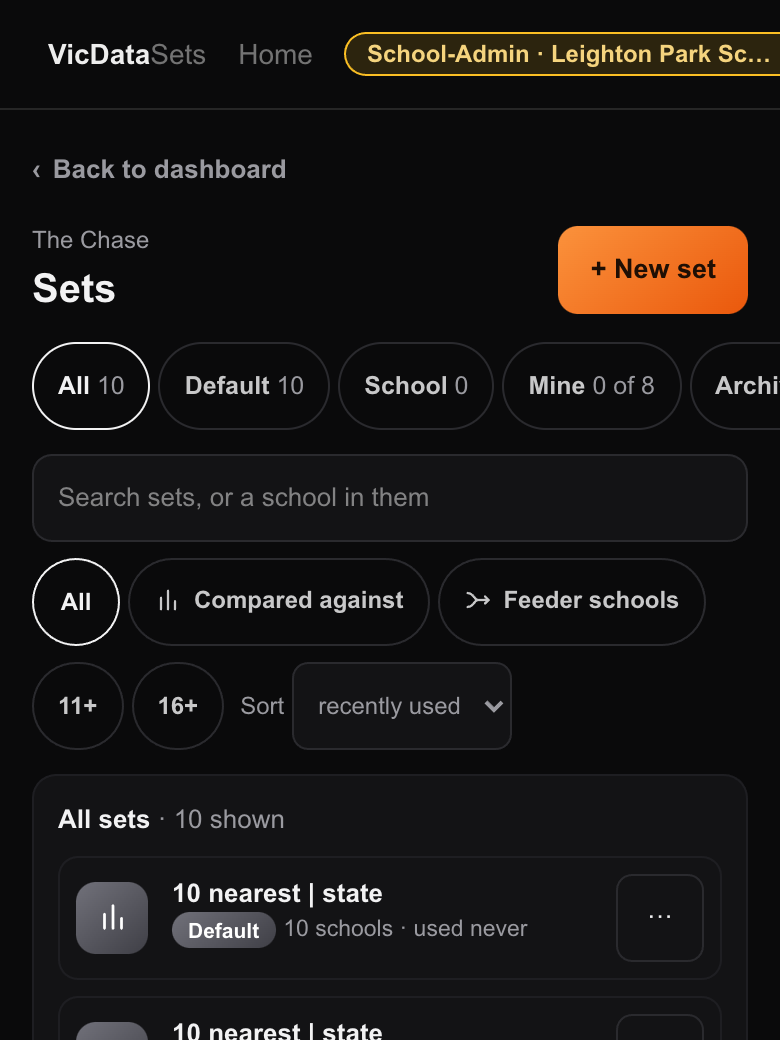 VicDataSets Home School-Admin · Leighton Park Sc...
‹ Back to dashboard
The Chase
Sets
+ New set
All 10 Default 10 School 0 Mine 0 of 8 Archi
Search sets, or a school in them
All Compared against Feeder schools
11+ 16+ Sort recently used
All sets · 10 shown
10 nearest | state
Default 10 schools · used never
...
10 nearest | state